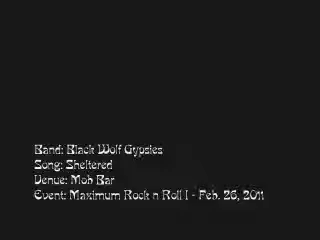 Band: Black Wolf Gypsies
Song: Sheltered
Venue: Mob Bar
Event: Maximum Rock n Roll I - Feb. 26, 2011